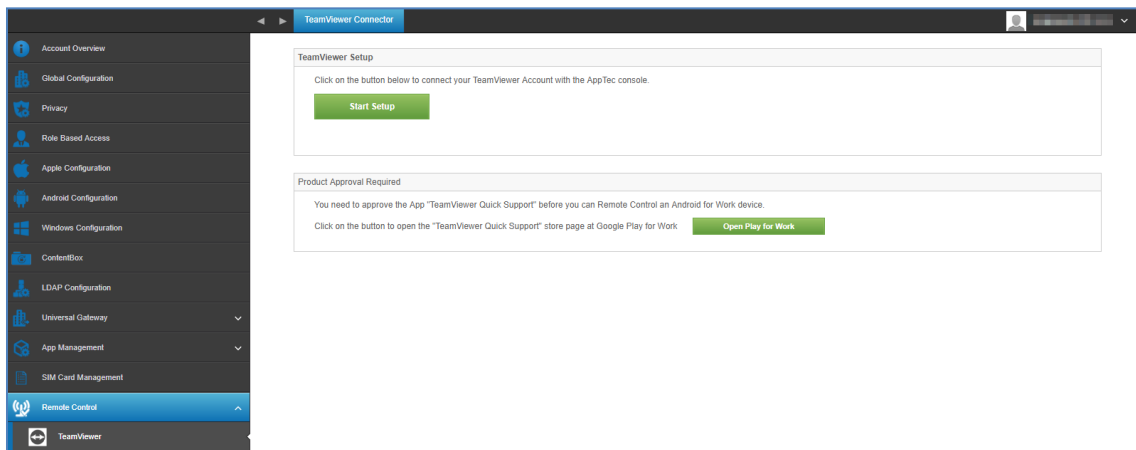 TeamViewer Connector
Account Overview
Global Configuration
Privacy
Role Based Access
Apple Configuration
Android Configuration
Windows Configuration
ContentBox
LDAP Configuration
Universal Gateway
App Management
SIM Card Management
Remote Control
TeamViewer
TeamViewer Setup
Click on the button below to connect your TeamViewer Account with the AppTec console.
Start Setup
Product Approval Required
You need to approve the App "TeamViewer Quick Support" before you can Remote Control an Android for Work device.
Click on the button to open the "TeamViewer Quick Support" store page at Google Play for Work
Open Play for Work